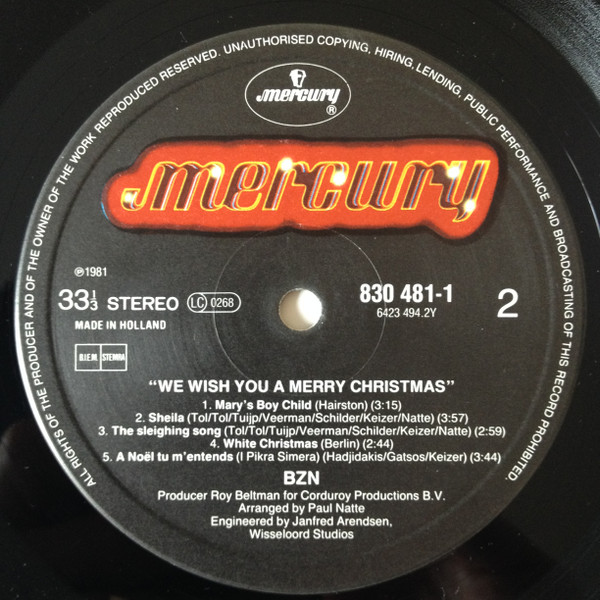 ALL RIGHTS OF THE PRODUCER AND OF THE OWNER OF THE WORK REPRODUCED RESERVED. UNAUTHORISED COPYING, HIRING, LENDING, PUBLIC PERFORMANCE AND BROADCASTING OF THIS RECORD PROHIBITED.
mercury
®
mercury
℗1981
33⅓ STEREO LC 0268
MADE IN HOLLAND
B.I.E.M. STEMRA
830 481-1
6423 494.2Y
2
“WE WISH YOU A MERRY CHRISTMAS”
1. Mary's Boy Child (Hairston) (3:15)
2. Sheila (Tol/Tol/Tuijp/Veerman/Schilder/Keizer/Natte) (3:57)
3. The sleighing song (Tol/Tol/Tuijp/Veerman/Schilder/Keizer/Natte) (2:59)
4. White Christmas (Berlin) (2:44)
5. A Noël tu m'entends (I Pikra Simera) (Hadjidakis/Gatsos/Keizer) (3:44)
BZN
Producer Roy Beltman for Corduroy Productions B.V.
Arranged by Paul Natte
Engineered by Janfred Arendsen,
Wisseloord Studios